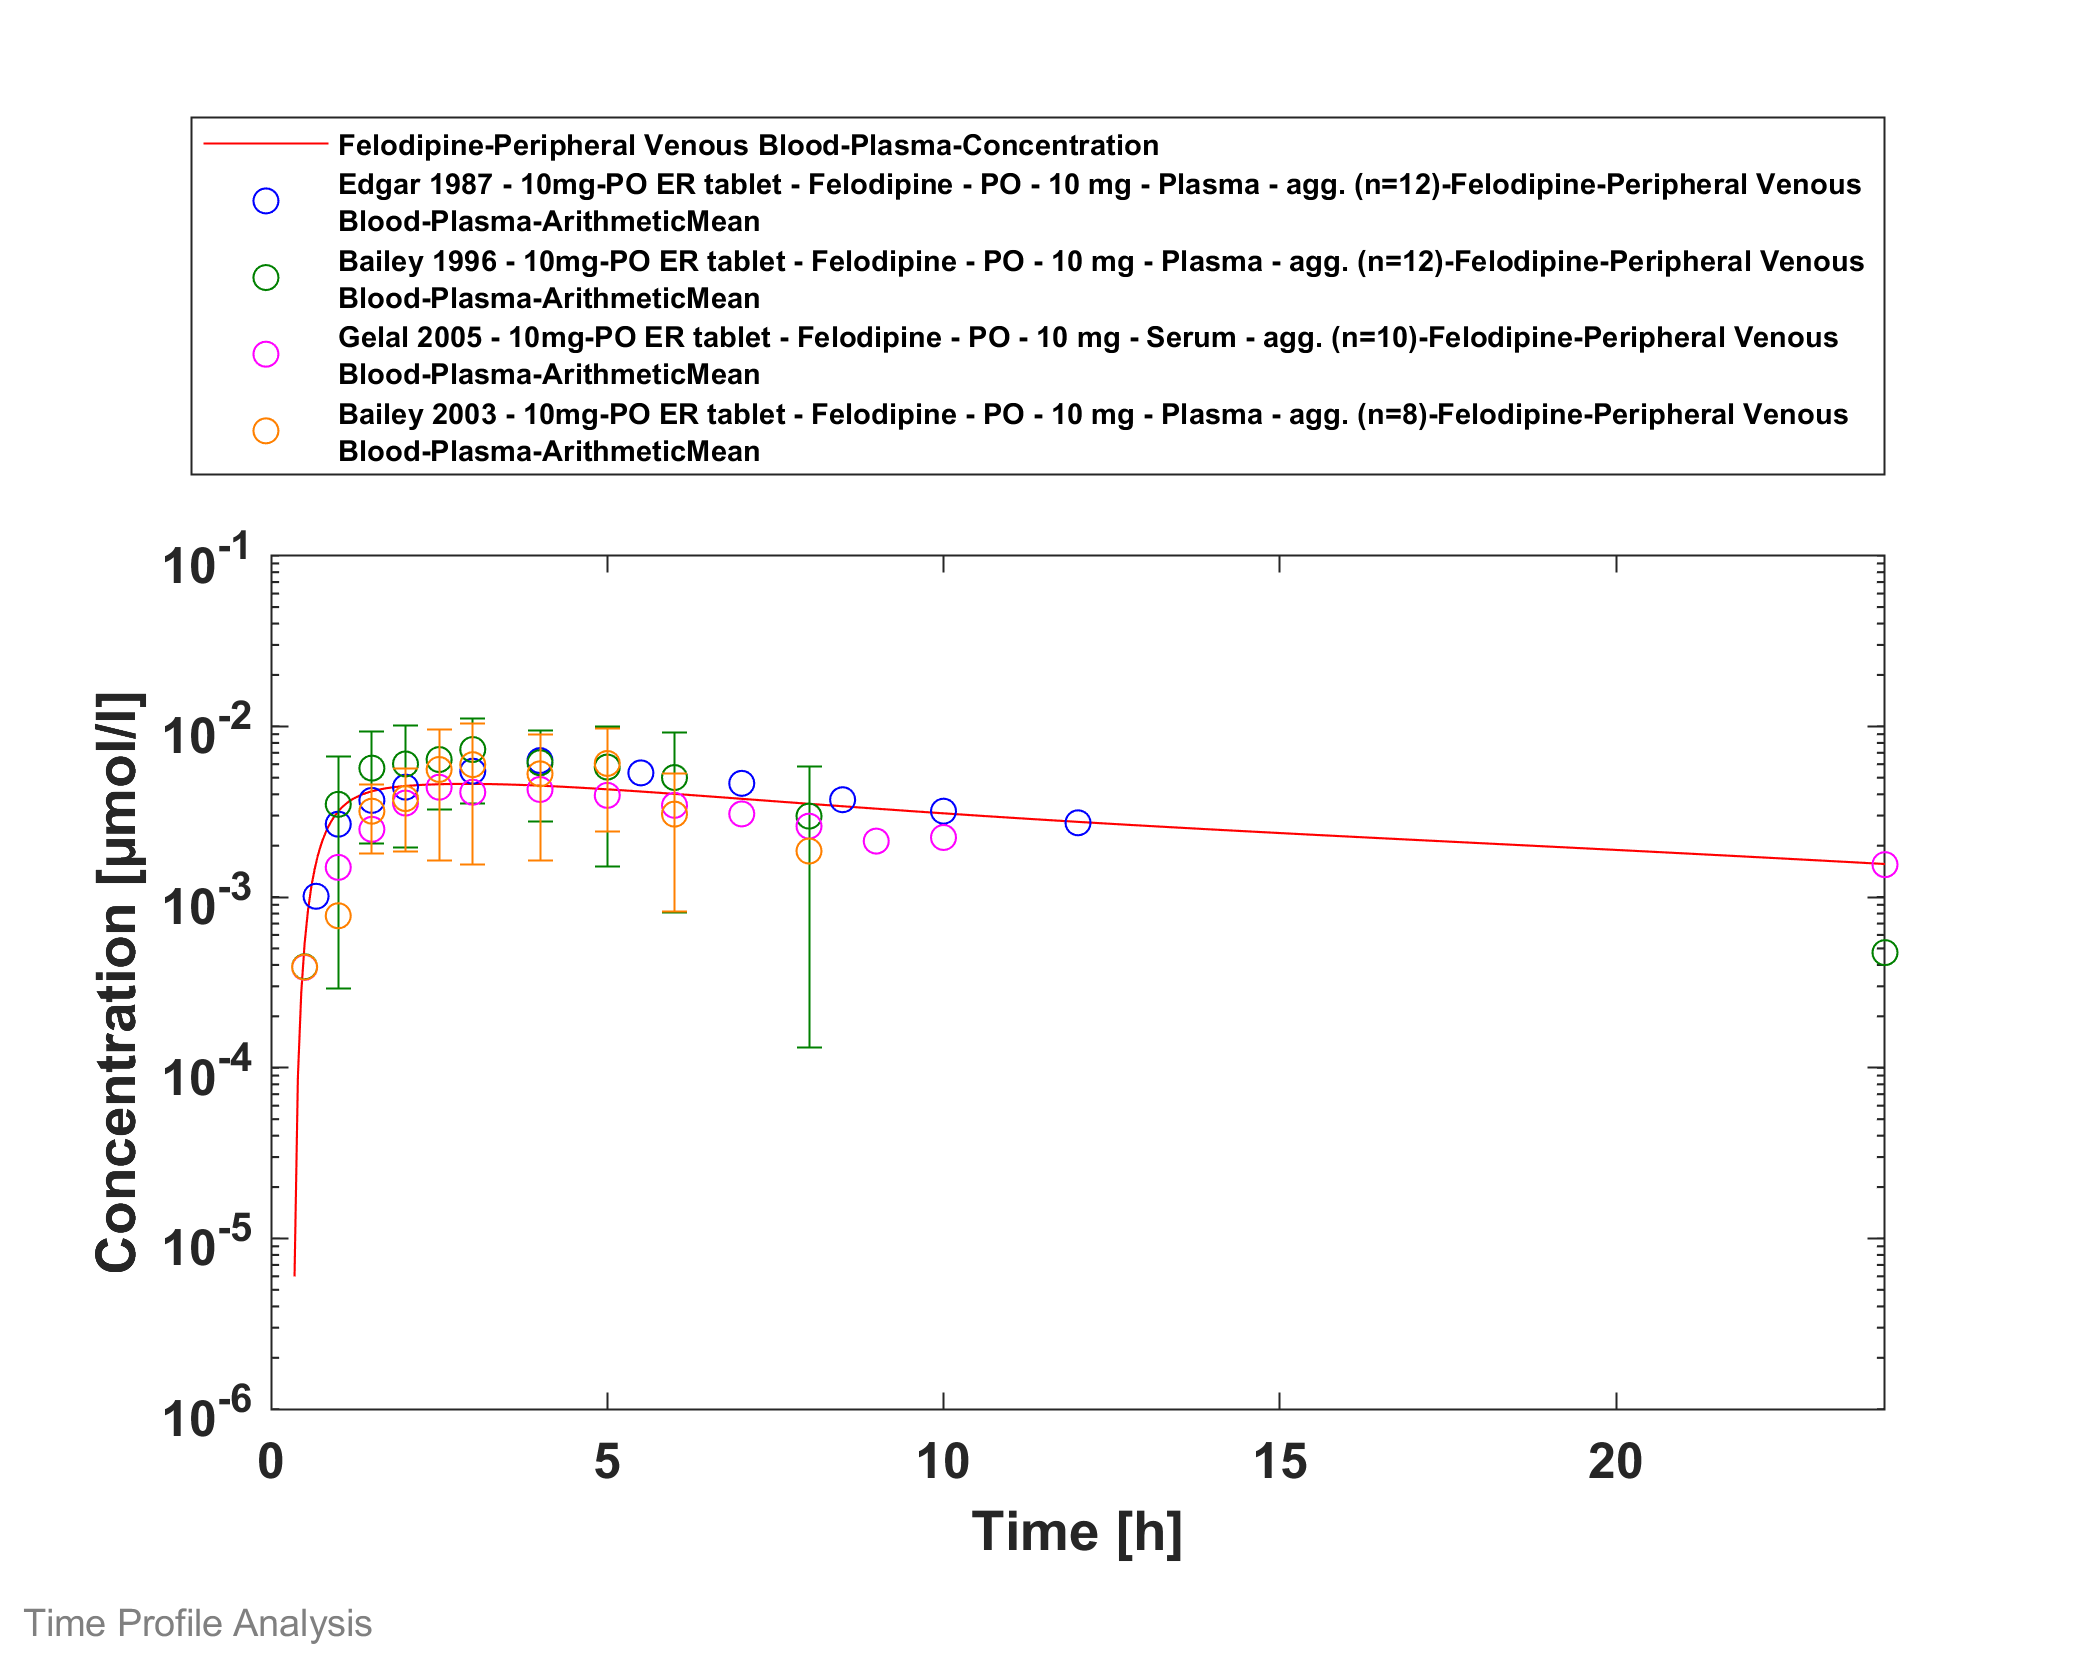 Felodipine-Peripheral Venous Blood-Plasma-Concentration
Edgar 1987 - 10mg-PO ER tablet - Felodipine - PO - 10 mg - Plasma - agg. (n=12)-Felodipine-Peripheral Venous
Blood-Plasma-ArithmeticMean
Bailey 1996 - 10mg-PO ER tablet - Felodipine - PO - 10 mg - Plasma - agg. (n=12)-Felodipine-Peripheral Venous
Blood-Plasma-ArithmeticMean
Gelal 2005 - 10mg-PO ER tablet - Felodipine - PO - 10 mg - Serum - agg. (n=10)-Felodipine-Peripheral Venous
Blood-Plasma-ArithmeticMean
Bailey 2003 - 10mg-PO ER tablet - Felodipine - PO - 10 mg - Plasma - agg. (n=8)-Felodipine-Peripheral Venous
Blood-Plasma-ArithmeticMean
Concentration [µmol/l]
10^-1
10^-2
10^-3
10^-4
10^-5
10^-6
0 5 10 15 20
Time [h]
Time Profile Analysis